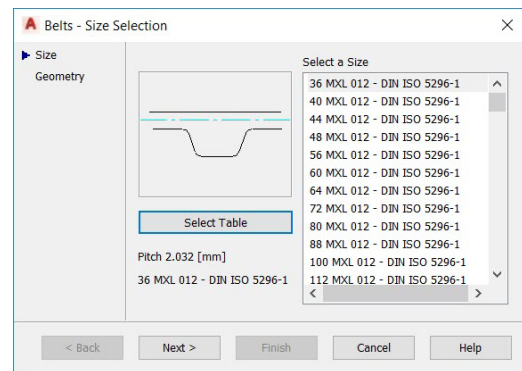 Belts - Size Selection
Size
Geometry
Select a Size
36 MXL 012 - DIN ISO 5296-1
40 MXL 012 - DIN ISO 5296-1
44 MXL 012 - DIN ISO 5296-1
48 MXL 012 - DIN ISO 5296-1
56 MXL 012 - DIN ISO 5296-1
60 MXL 012 - DIN ISO 5296-1
64 MXL 012 - DIN ISO 5296-1
72 MXL 012 - DIN ISO 5296-1
80 MXL 012 - DIN ISO 5296-1
88 MXL 012 - DIN ISO 5296-1
100 MXL 012 - DIN ISO 5296-1
112 MXL 012 - DIN ISO 5296-1
Select Table
Pitch 2.032 [mm]
36 MXL 012 - DIN ISO 5296-1
< Back
Next >
Finish
Cancel
Help